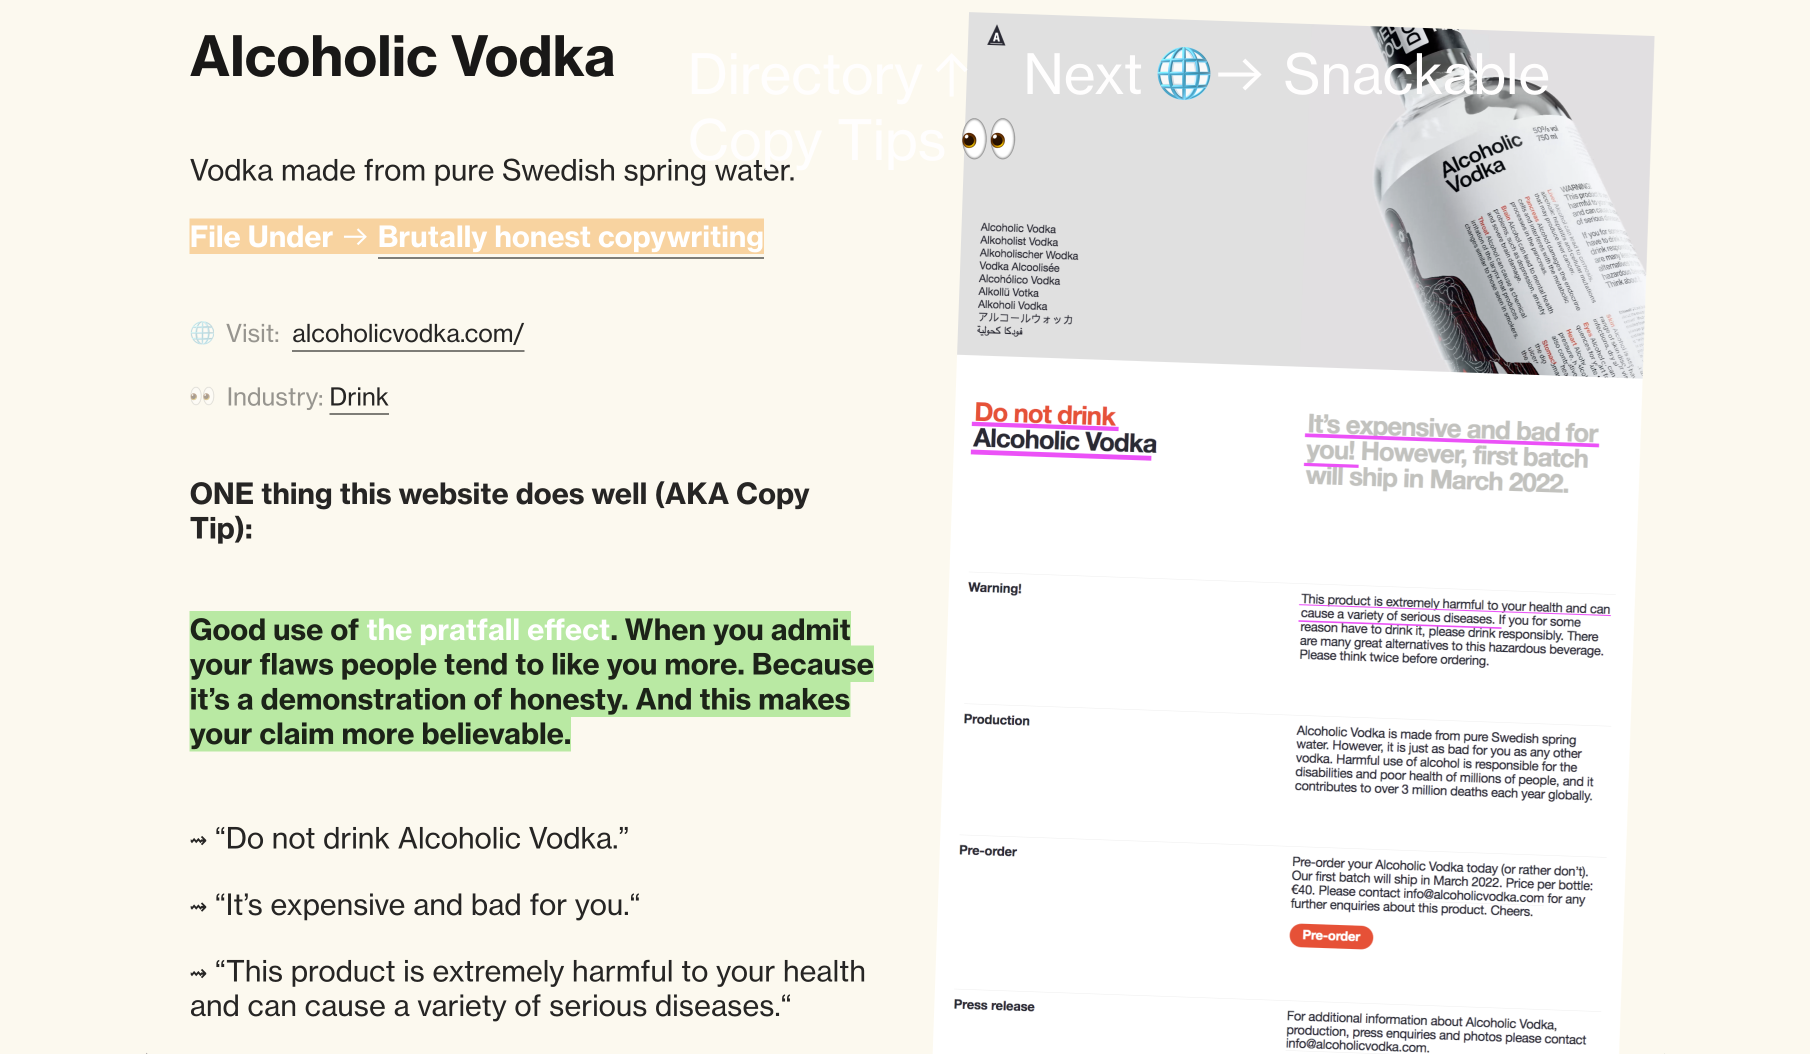 Alcoholic Vodka
Directory ↑ Next 🌐→ Snackable
Copy Tips 👀
Vodka made from pure Swedish spring water.
File Under → Brutally honest copywriting
🌐 Visit: alcoholicvodka.com/
👀 Industry: Drink
ONE thing this website does well (AKA Copy
Tip):
Good use of the pratfall effect. When you admit
your flaws people tend to like you more. Because
it’s a demonstration of honesty. And this makes
your claim more believable.
⇝ “Do not drink Alcoholic Vodka.”
⇝ “It’s expensive and bad for you.“
⇝ “This product is extremely harmful to your health
and can cause a variety of serious diseases.“
A
Alcoholic
Vodka
50% vol
750 ml
Alcoholic Vodka
Alkoholist Vodka
Alkoholischer Wodka
Vodka Alcoolisée
Alcohólico Vodka
Alkollü Votka
Alkoholi Vodka
アルコールウォッカ
فودكا كحولية
Do not drink
Alcoholic Vodka
It’s expensive and bad for
you! However, first batch
will ship in March 2022.
Warning!
This product is extremely harmful to your health and can
cause a variety of serious diseases. If you for some
reason have to drink it, please drink responsibly. There
are many great alternatives to this hazardous beverage.
Please think twice before ordering.
Production
Alcoholic Vodka is made from pure Swedish spring
water. However, it is just as bad for you as any other
vodka. Harmful use of alcohol is responsible for the
disabilities and poor health of millions of people, and it
contributes to over 3 million deaths each year globally.
Pre-order
Pre-order your Alcoholic Vodka today (or rather don’t).
Our first batch will ship in March 2022. Price per bottle:
€40. Please contact info@alcoholicvodka.com for any
further enquiries about this product. Cheers.
Pre-order
Press release
For additional information about Alcoholic Vodka,
production, press enquiries and photos please contact
info@alcoholicvodka.com.